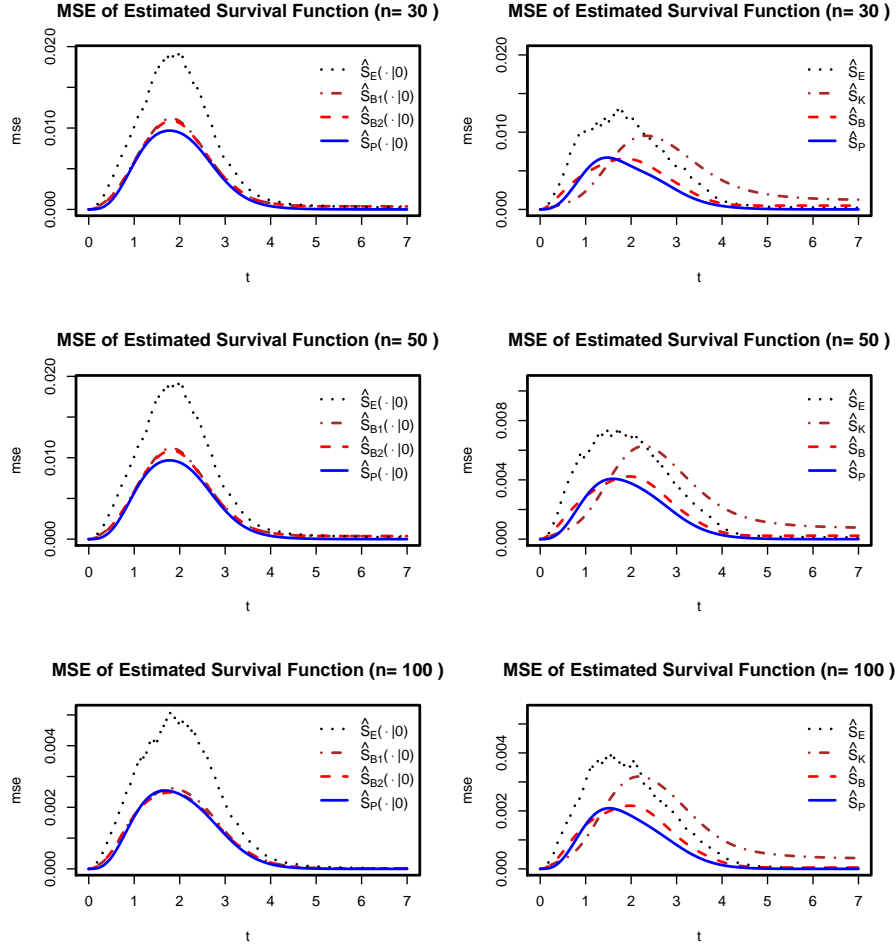 MSE of Estimated Survival Function (n= 30 )
mse
0.000
0.010
0.020
0 1 2 3 4 5 6 7
t
Ŝ_E(·|0)
Ŝ_B1(·|0)
Ŝ_B2(·|0)
Ŝ_P(·|0)
MSE of Estimated Survival Function (n= 30 )
mse
0.000
0.010
0.020
0 1 2 3 4 5 6 7
t
Ŝ_E
Ŝ_K
Ŝ_B
Ŝ_P
MSE of Estimated Survival Function (n= 50 )
mse
0.000
0.010
0.020
0 1 2 3 4 5 6 7
t
Ŝ_E(·|0)
Ŝ_B1(·|0)
Ŝ_B2(·|0)
Ŝ_P(·|0)
MSE of Estimated Survival Function (n= 50 )
mse
0.000
0.004
0.008
0 1 2 3 4 5 6 7
t
Ŝ_E
Ŝ_K
Ŝ_B
Ŝ_P
MSE of Estimated Survival Function (n= 100 )
mse
0.000
0.002
0.004
0 1 2 3 4 5 6 7
t
Ŝ_E(·|0)
Ŝ_B1(·|0)
Ŝ_B2(·|0)
Ŝ_P(·|0)
MSE of Estimated Survival Function (n= 100 )
mse
0.000
0.002
0.004
0 1 2 3 4 5 6 7
t
Ŝ_E
Ŝ_K
Ŝ_B
Ŝ_P